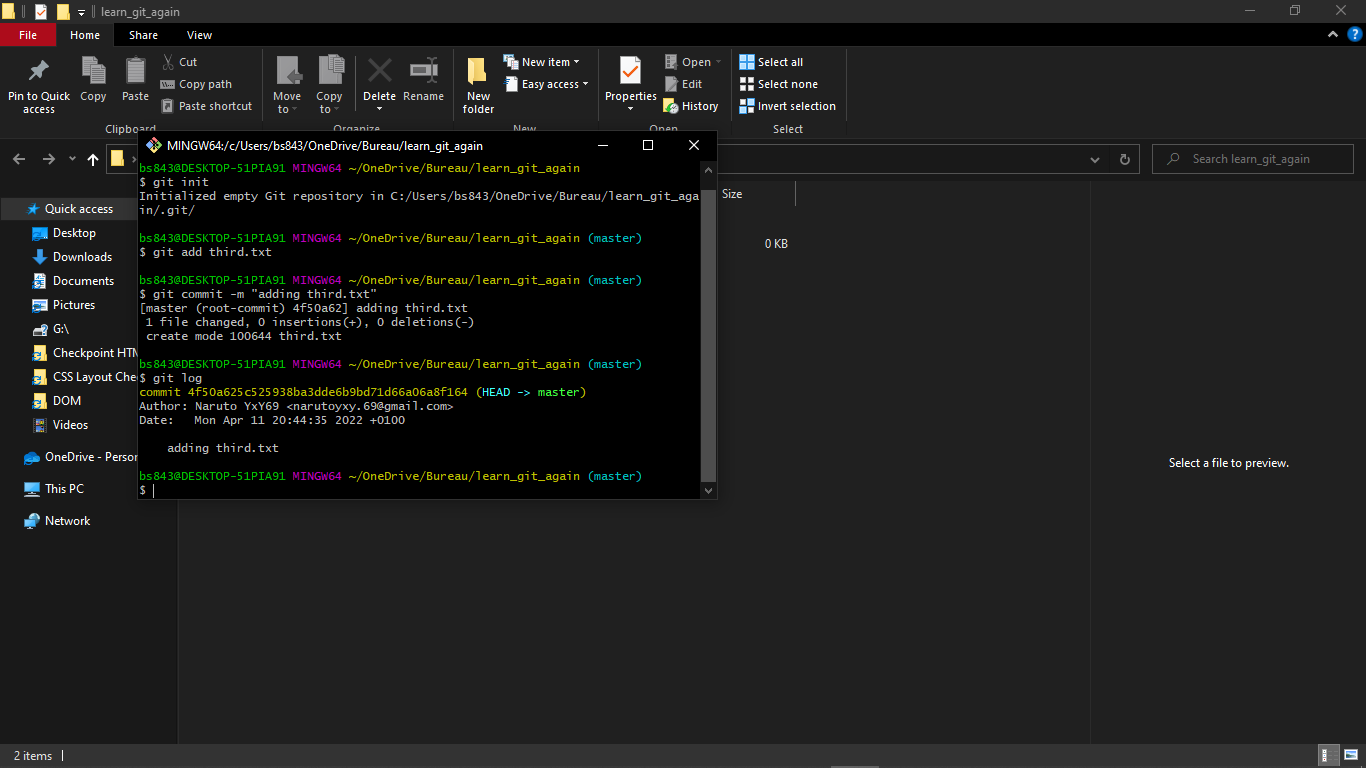 learn_git_again
File Home Share View
Pin to Quick access
Copy
Paste
Cut
Copy path
Paste shortcut
Clipboard
Move to
Copy to
Delete
Rename
Organize
New folder
New item
Easy access
New
Properties
Open
Edit
History
Open
Select all
Select none
Invert selection
Select
Search learn_git_again
MINGW64:/c/Users/bs843/OneDrive/Bureau/learn_git_again
bs843@DESKTOP-51PIA91 MINGW64 ~/OneDrive/Bureau/learn_git_again
$ git init
Initialized empty Git repository in C:/Users/bs843/OneDrive/Bureau/learn_git_aga
in/.git/
bs843@DESKTOP-51PIA91 MINGW64 ~/OneDrive/Bureau/learn_git_again (master)
$ git add third.txt
bs843@DESKTOP-51PIA91 MINGW64 ~/OneDrive/Bureau/learn_git_again (master)
$ git commit -m "adding third.txt"
[master (root-commit) 4f50a62] adding third.txt
1 file changed, 0 insertions(+), 0 deletions(-)
create mode 100644 third.txt
bs843@DESKTOP-51PIA91 MINGW64 ~/OneDrive/Bureau/learn_git_again (master)
$ git log
commit 4f50a625c525938ba3dde6b9bd71d66a06a8f164 (HEAD -> master)
Author: Naruto YxY69 <narutoyxy.69@gmail.com>
Date:   Mon Apr 11 20:44:35 2022 +0100
adding third.txt
bs843@DESKTOP-51PIA91 MINGW64 ~/OneDrive/Bureau/learn_git_again (master)
$
Quick access
Desktop
Downloads
Documents
Pictures
G:\
Checkpoint HTM
CSS Layout Che
DOM
Videos
OneDrive - Person
This PC
Network
Size
0 KB
Select a file to preview.
2 items